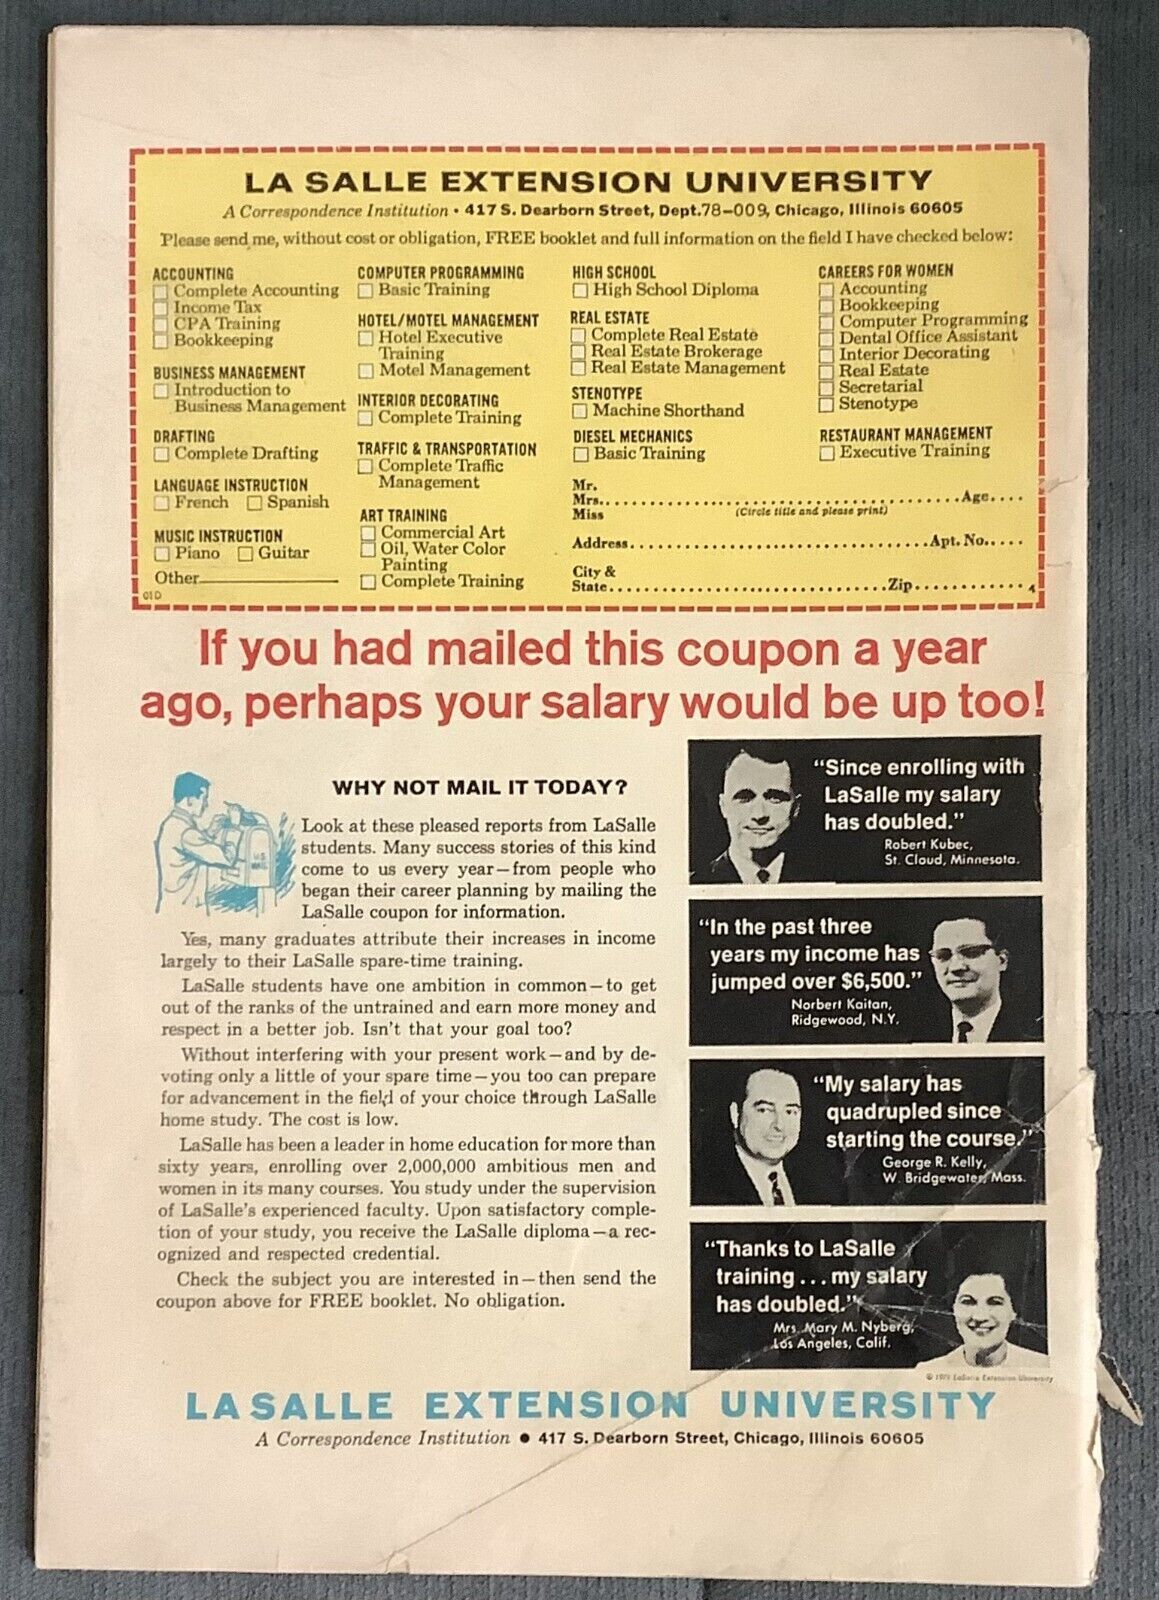 LA SALLE EXTENSION UNIVERSITY
A Correspondence Institution • 417 S. Dearborn Street, Dept.78-009, Chicago, Illinois 60605
Please send me, without cost or obligation, FREE booklet and full information on the field I have checked below:
ACCOUNTING
Complete Accounting
Income Tax
CPA Training
Bookkeeping
BUSINESS MANAGEMENT
Introduction to
Business Management
DRAFTING
Complete Drafting
LANGUAGE INSTRUCTION
French Spanish
MUSIC INSTRUCTION
Piano Guitar
Other
01D
COMPUTER PROGRAMMING
Basic Training
HOTEL/MOTEL MANAGEMENT
Hotel Executive
Training
Motel Management
INTERIOR DECORATING
Complete Training
TRAFFIC & TRANSPORTATION
Complete Traffic
Management
ART TRAINING
Commercial Art
Oil, Water Color
Painting
Complete Training
HIGH SCHOOL
High School Diploma
REAL ESTATE
Complete Real Estate
Real Estate Brokerage
Real Estate Management
STENOTYPE
Machine Shorthand
DIESEL MECHANICS
Basic Training
CAREERS FOR WOMEN
Accounting
Bookkeeping
Computer Programming
Dental Office Assistant
Interior Decorating
Real Estate
Secretarial
Stenotype
RESTAURANT MANAGEMENT
Executive Training
Mr.
Mrs. Age
Miss (Circle title and please print)
Address Apt. No.
City &
State Zip 4
If you had mailed this coupon a year
ago, perhaps your salary would be up too!
WHY NOT MAIL IT TODAY?
U.S.
MAIL
Look at these pleased reports from LaSalle
students. Many success stories of this kind
come to us every year—from people who
began their career planning by mailing the
LaSalle coupon for information.
Yes, many graduates attribute their increases in income
largely to their LaSalle spare-time training.
LaSalle students have one ambition in common—to get
out of the ranks of the untrained and earn more money and
respect in a better job. Isn't that your goal too?
Without interfering with your present work—and by de-
voting only a little of your spare time—you too can prepare
for advancement in the field of your choice through LaSalle
home study. The cost is low.
LaSalle has been a leader in home education for more than
sixty years, enrolling over 2,000,000 ambitious men and
women in its many courses. You study under the supervision
of LaSalle's experienced faculty. Upon satisfactory comple-
tion of your study, you receive the LaSalle diploma—a rec-
ognized and respected credential.
Check the subject you are interested in—then send the
coupon above for FREE booklet. No obligation.
"Since enrolling with
LaSalle my salary
has doubled."
Robert Kubec,
St. Cloud, Minnesota.
"In the past three
years my income has
jumped over $6,500."
Norbert Kaitan,
Ridgewood, N.Y.
"My salary has
quadrupled since
starting the course."
George R. Kelly,
W. Bridgewater, Mass.
"Thanks to LaSalle
training...my salary
has doubled."
Mrs. Mary M. Nyberg,
Los Angeles, Calif.
© 1971 LaSalle Extension University
LASALLE EXTENSION UNIVERSITY
A Correspondence Institution • 417 S. Dearborn Street, Chicago, Illinois 60605